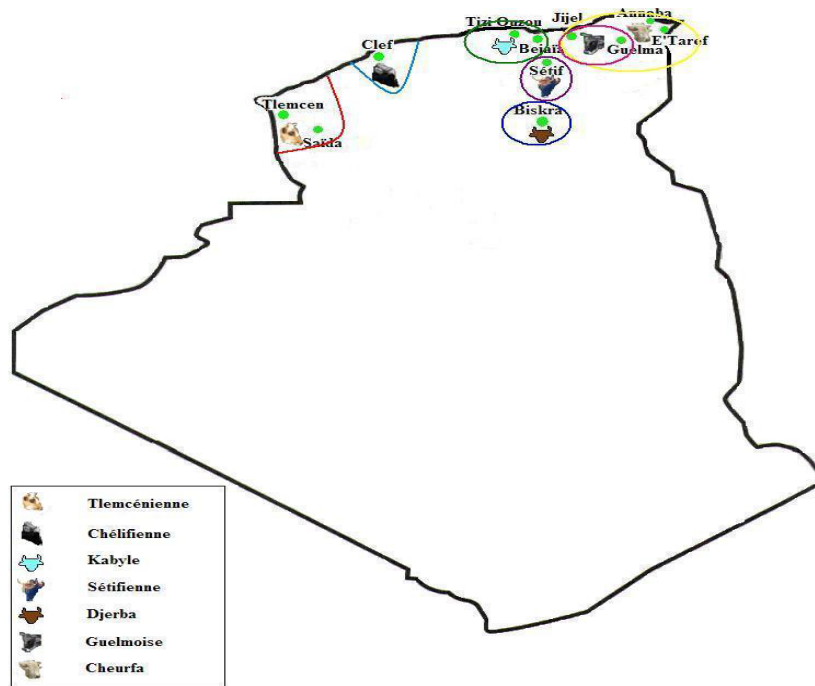 Annaba
Jijel
Tizi Ouzou
E'Taref
Clef
Bejaïa
Guelma
Sétif
Tlemcen
Biskra
Saïda
Tlemcénienne
Chélifienne
Kabyle
Sétifienne
Djerba
Guelmoise
Cheurfa